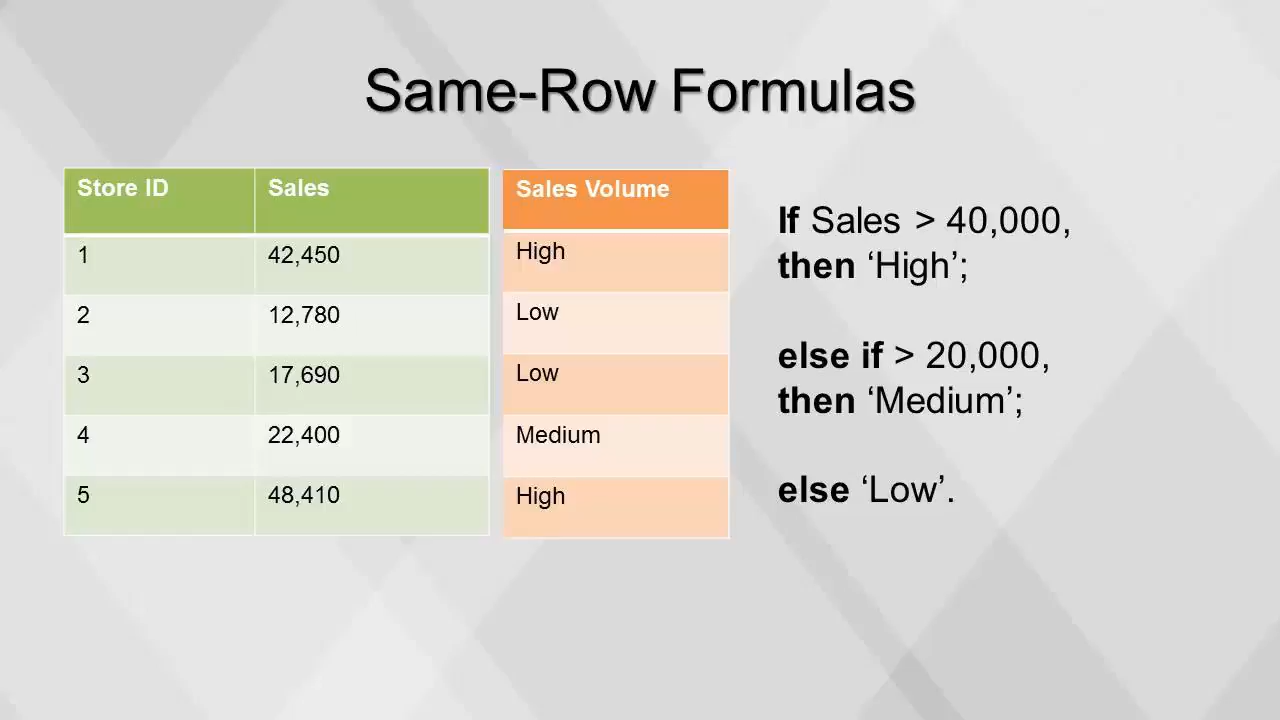 Same-Row Formulas
Store ID Sales Sales Volume
1 42,450 High
2 12,780 Low
3 17,690 Low
4 22,400 Medium
5 48,410 High
If Sales > 40,000,
then ‘High’;
else if > 20,000,
then ‘Medium’;
else ‘Low’.